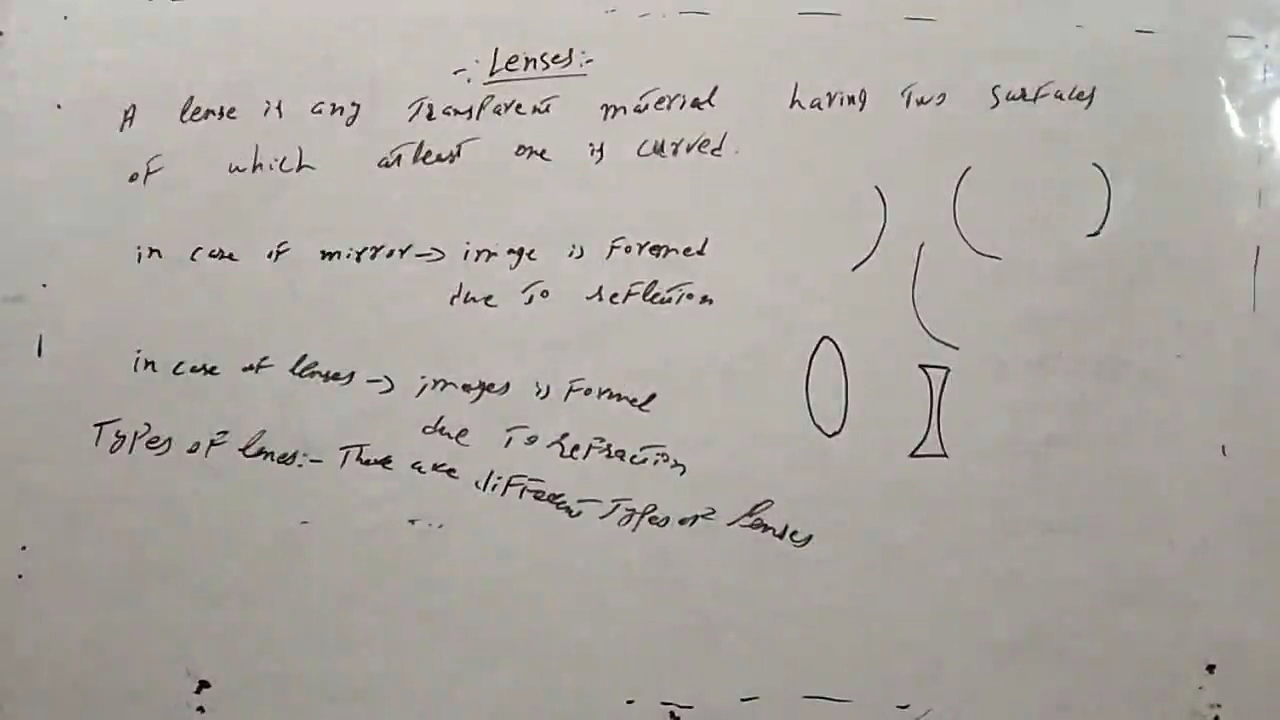 -: Lenses:-
A lense is any Transparent material having Two surfaces
of which atleast one is curved.
in case of mirror → image is Formed
due To reflection
in case of lenses → images is Formed
due To refraction
Types of lenes:- There are different Types of lenses